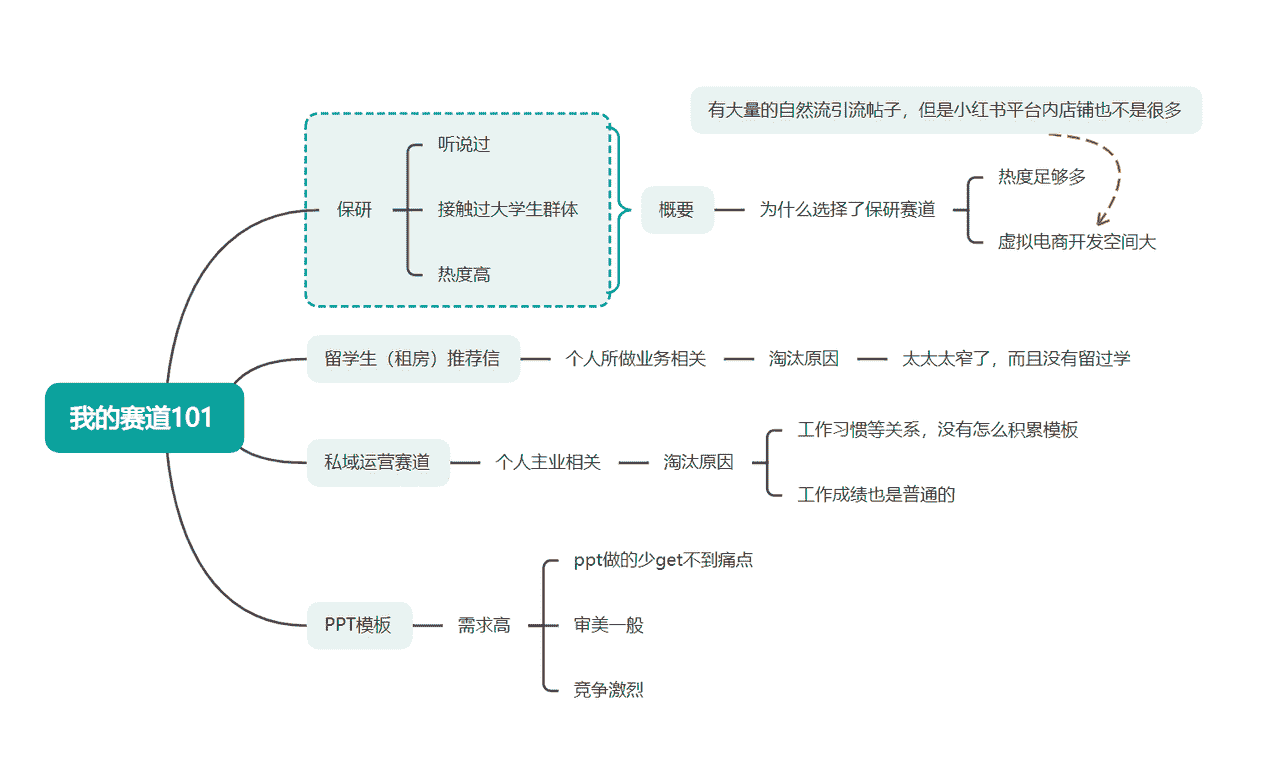 有大量的自然流引流帖子，但是小红书平台内店铺也不是很多
听说过
保研
接触过大学生群体
热度高
概要
为什么选择了保研赛道
热度足够多
虚拟电商开发空间大
留学生（租房）推荐信
个人所做业务相关
淘汰原因
太太太窄了，而且没有留过学
我的赛道101
私域运营赛道
个人主业相关
淘汰原因
工作习惯等关系，没有怎么积累模板
工作成绩也是普通的
PPT模板
需求高
ppt做的少get不到痛点
审美一般
竞争激烈